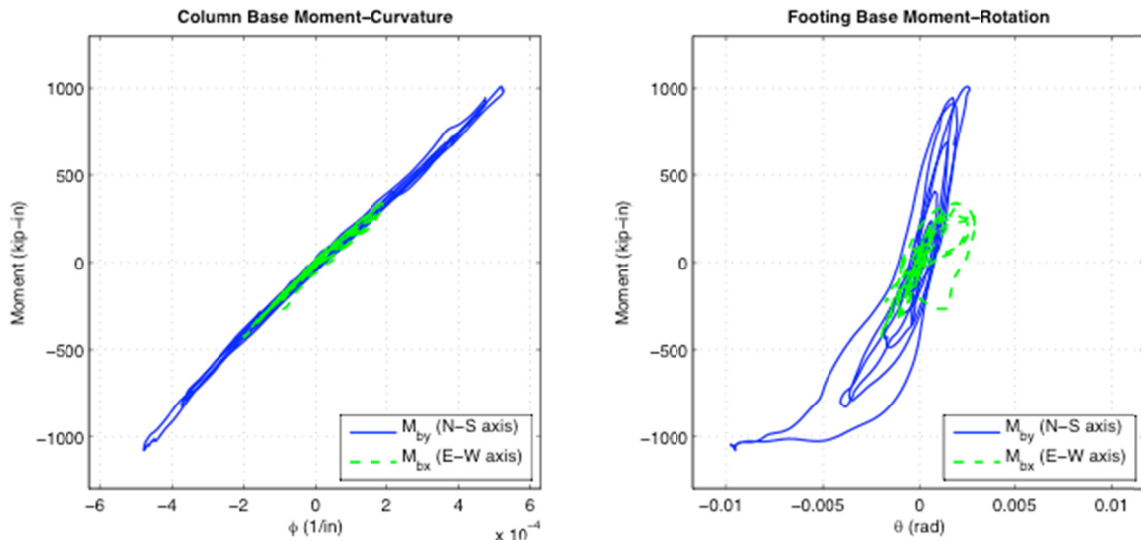 Column Base Moment–Curvature
Moment (kip–in)
1000
500
0
−500
−1000
−6
−4
−2
0
2
4
6
ϕ (1/in)
x 10⁻⁴
M_by (N–S axis)
M_bx (E–W axis)
Footing Base Moment–Rotation
Moment (kip–in)
1000
500
0
−500
−1000
−0.01
−0.005
0
0.005
0.01
θ (rad)
M_by (N–S axis)
M_bx (E–W axis)